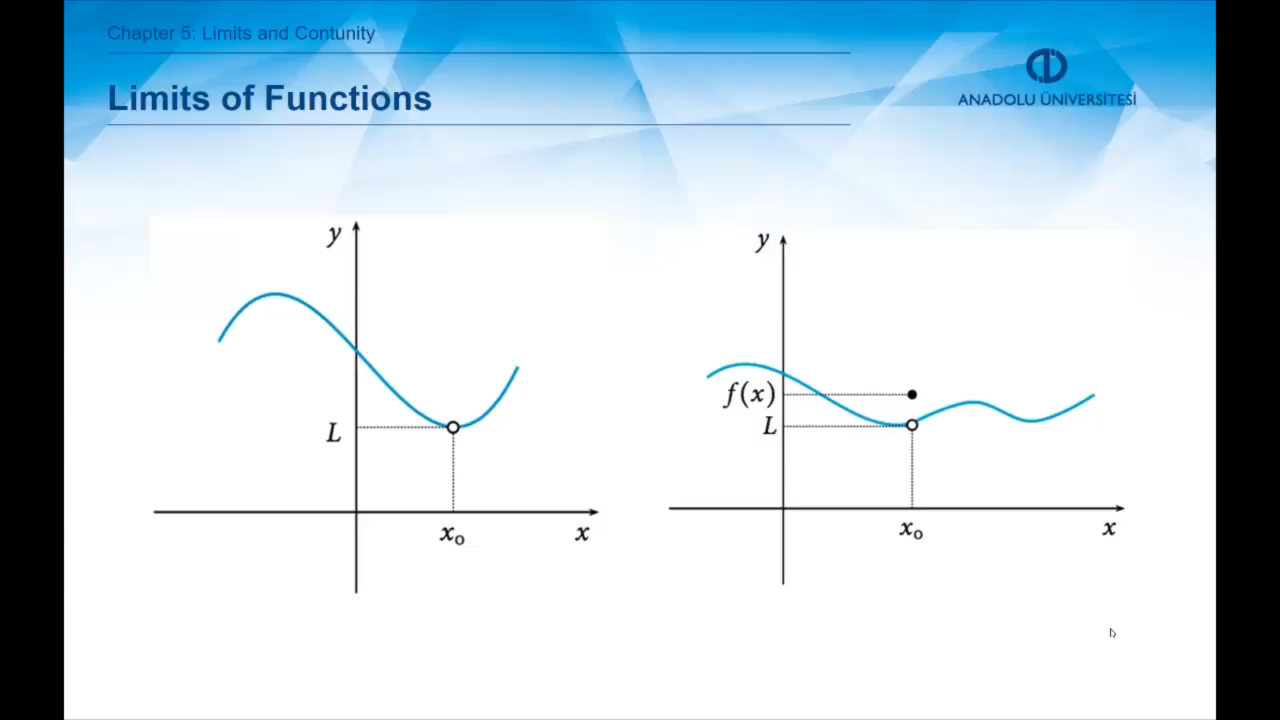 Chapter 5: Limits and Contunity
Limits of Functions
ANADOLU ÜNİVERSİTESİ
y
L
x₀
x
y
f(x)
L
x₀
x